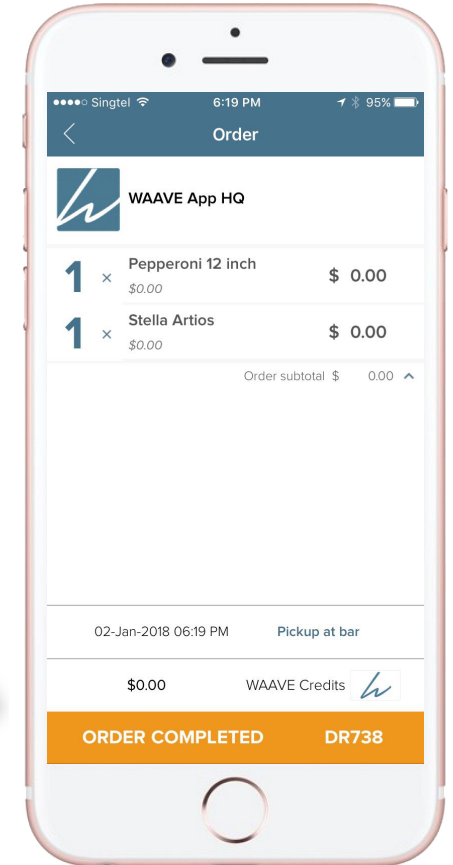 Singtel 6:19 PM 95%
Order
WAAVE App HQ
1 × Pepperoni 12 inch $ 0.00
$0.00
1 × Stella Artios $ 0.00
$0.00
Order subtotal $ 0.00
02-Jan-2018 06:19 PM Pickup at bar
$0.00 WAAVE Credits
ORDER COMPLETED DR738